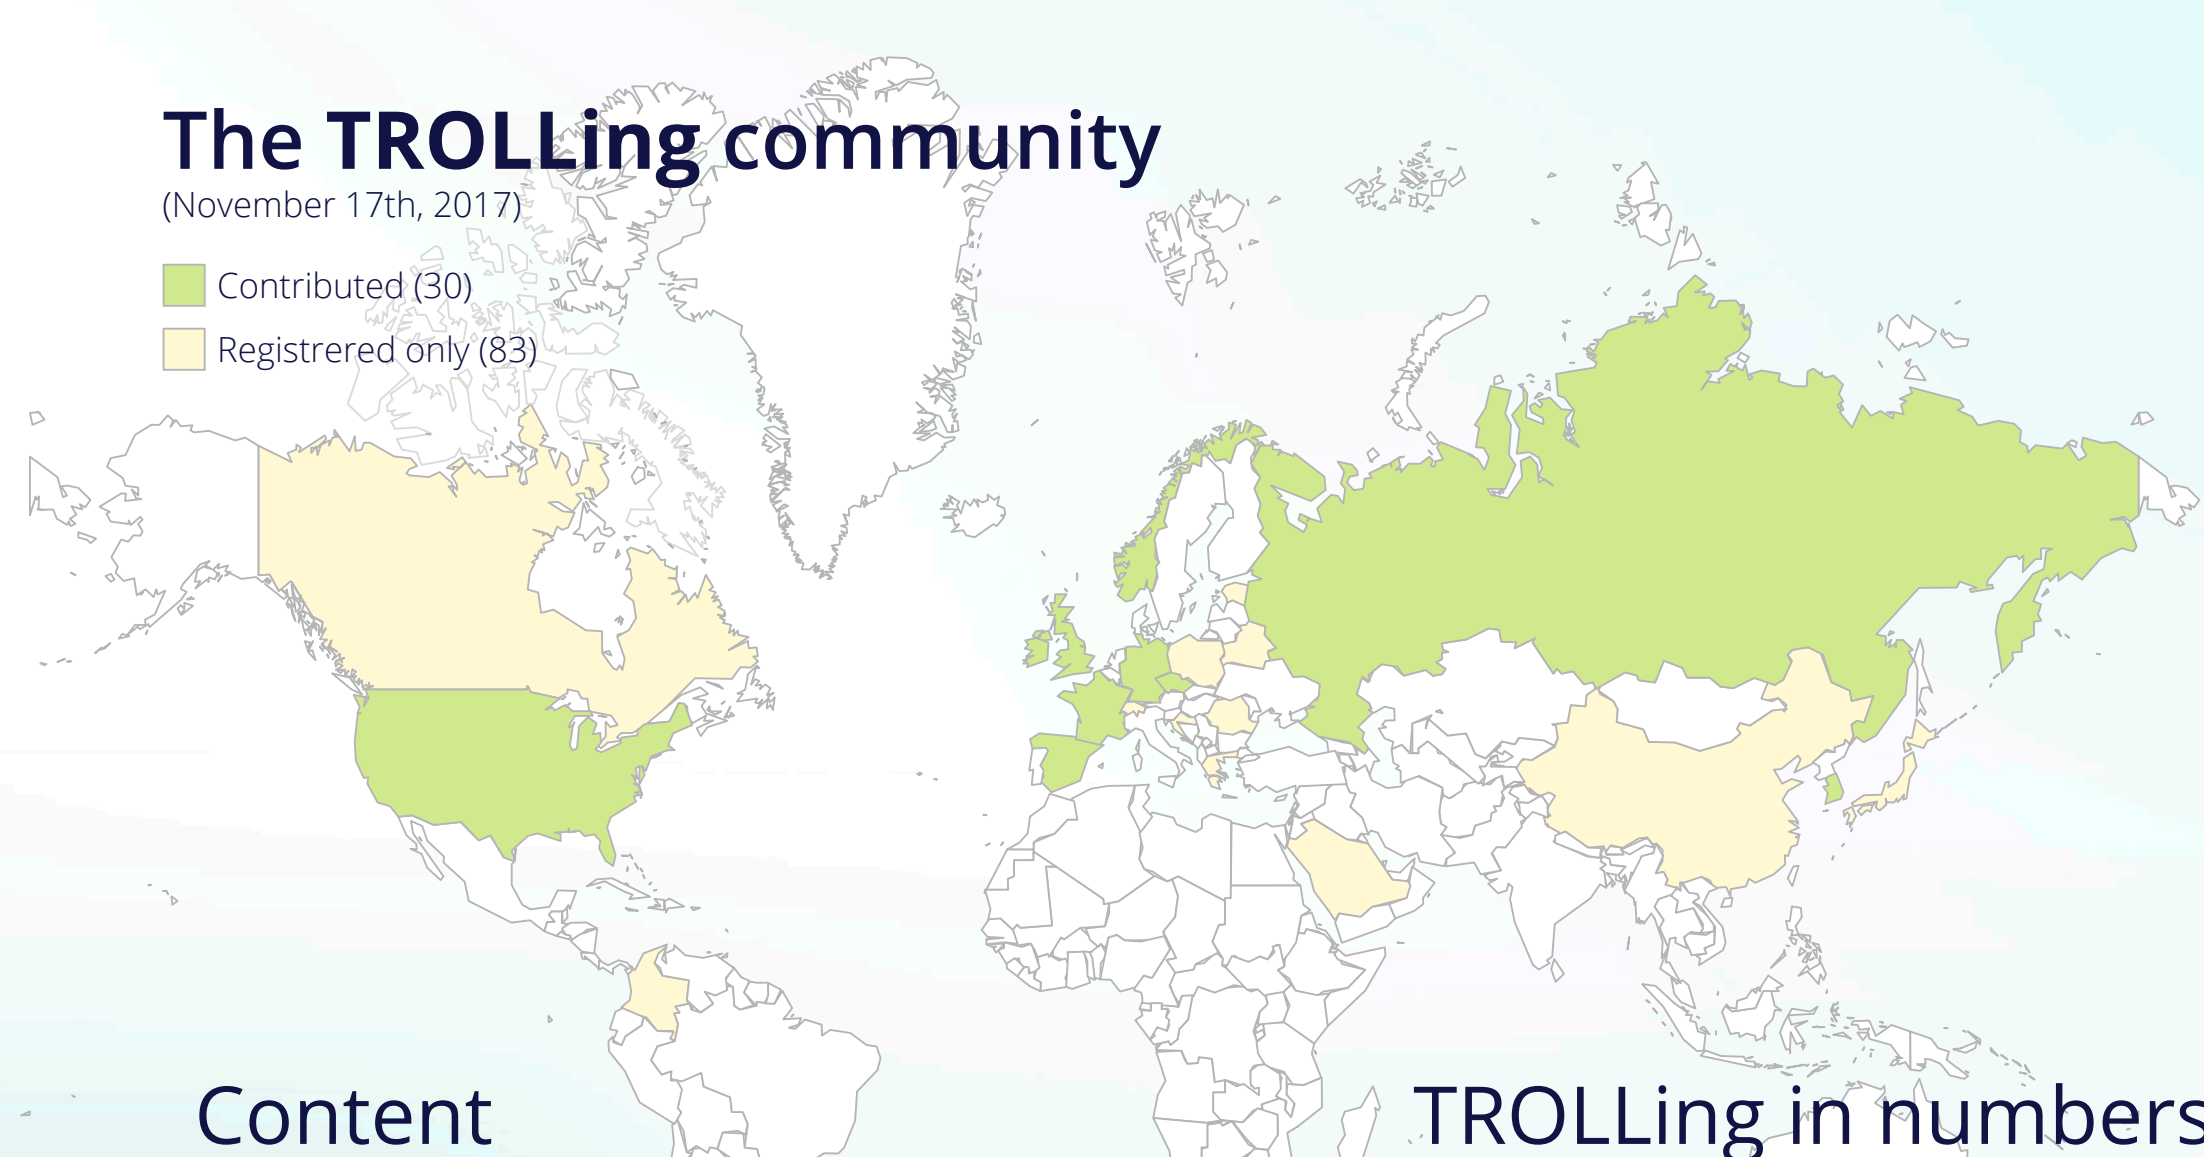 The TROLLing community
(November 17th, 2017)
Contributed (30)
Registrered only (83)
Content
TROLLing in numbers